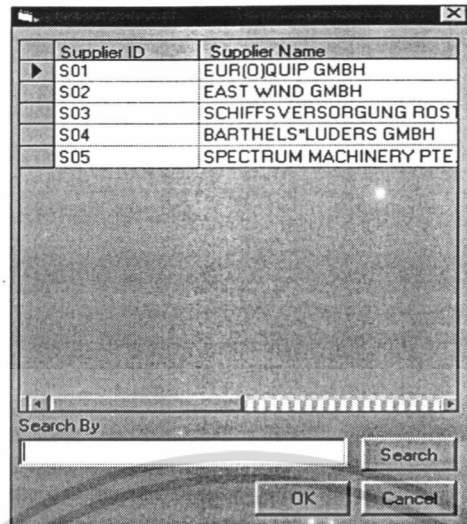 Supplier ID Supplier Name
S01 EUR(O)QUIP GMBH
S02 EAST WIND GMBH
S03 SCHIFFSVERSORGUNG ROST
S04 BARTHELS*LUDERS GMBH
S05 SPECTRUM MACHINERY PTE.
Search By
Search
OK Cancel